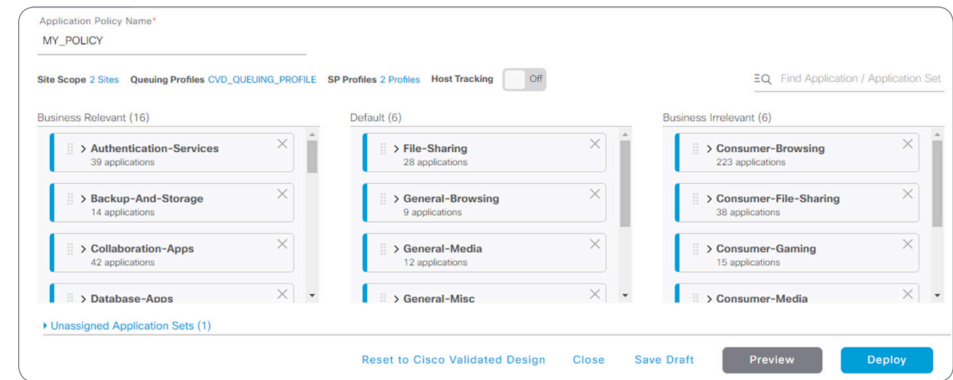 Application Policy Name*
MY_POLICY
Site Scope 2 Sites Queuing Profiles CVD_QUEUING_PROFILE SP Profiles 2 Profiles Host Tracking Off Find Application / Application Set
Business Relevant (16)
Authentication-Services
39 applications
Backup-And-Storage
14 applications
Collaboration-Apps
42 applications
Database-Apps
Default (6)
File-Sharing
28 applications
General-Browsing
9 applications
General-Media
12 applications
General-Misc
Business Irrelevant (6)
Consumer-Browsing
223 applications
Consumer-File-Sharing
38 applications
Consumer-Gaming
15 applications
Consumer-Media
Unassigned Application Sets (1)
Reset to Cisco Validated Design Close Save Draft Preview Deploy